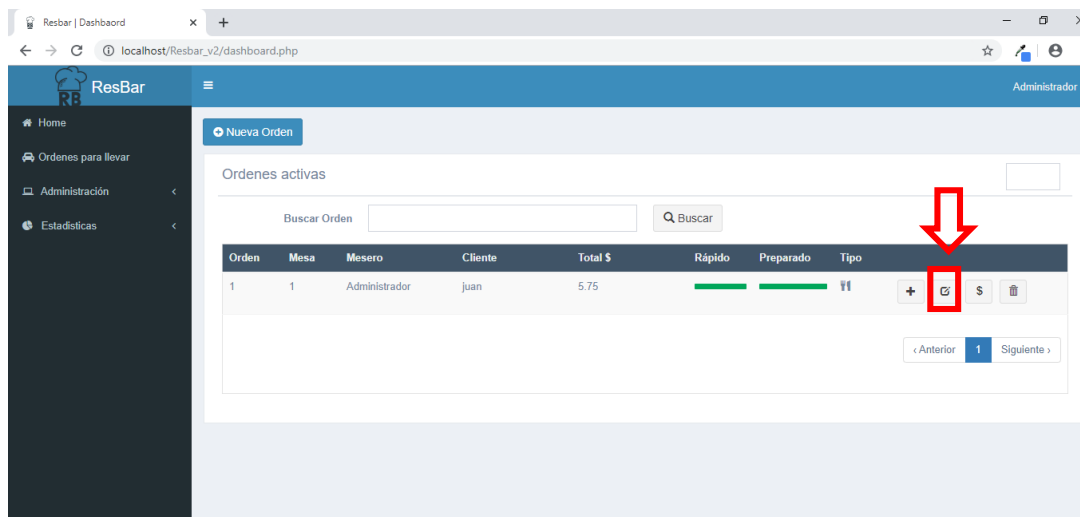 Resbar | Dashbaord
localhost/Resbar_v2/dashboard.php
RB ResBar
Administrador
Home
Ordenes para llevar
Administración
Estadisticas
Nueva Orden
Ordenes activas
Buscar Orden Buscar
Orden Mesa Mesero Cliente Total $ Rápido Preparado Tipo
1 1 Administrador juan 5.75 $
‹ Anterior 1 Siguiente ›